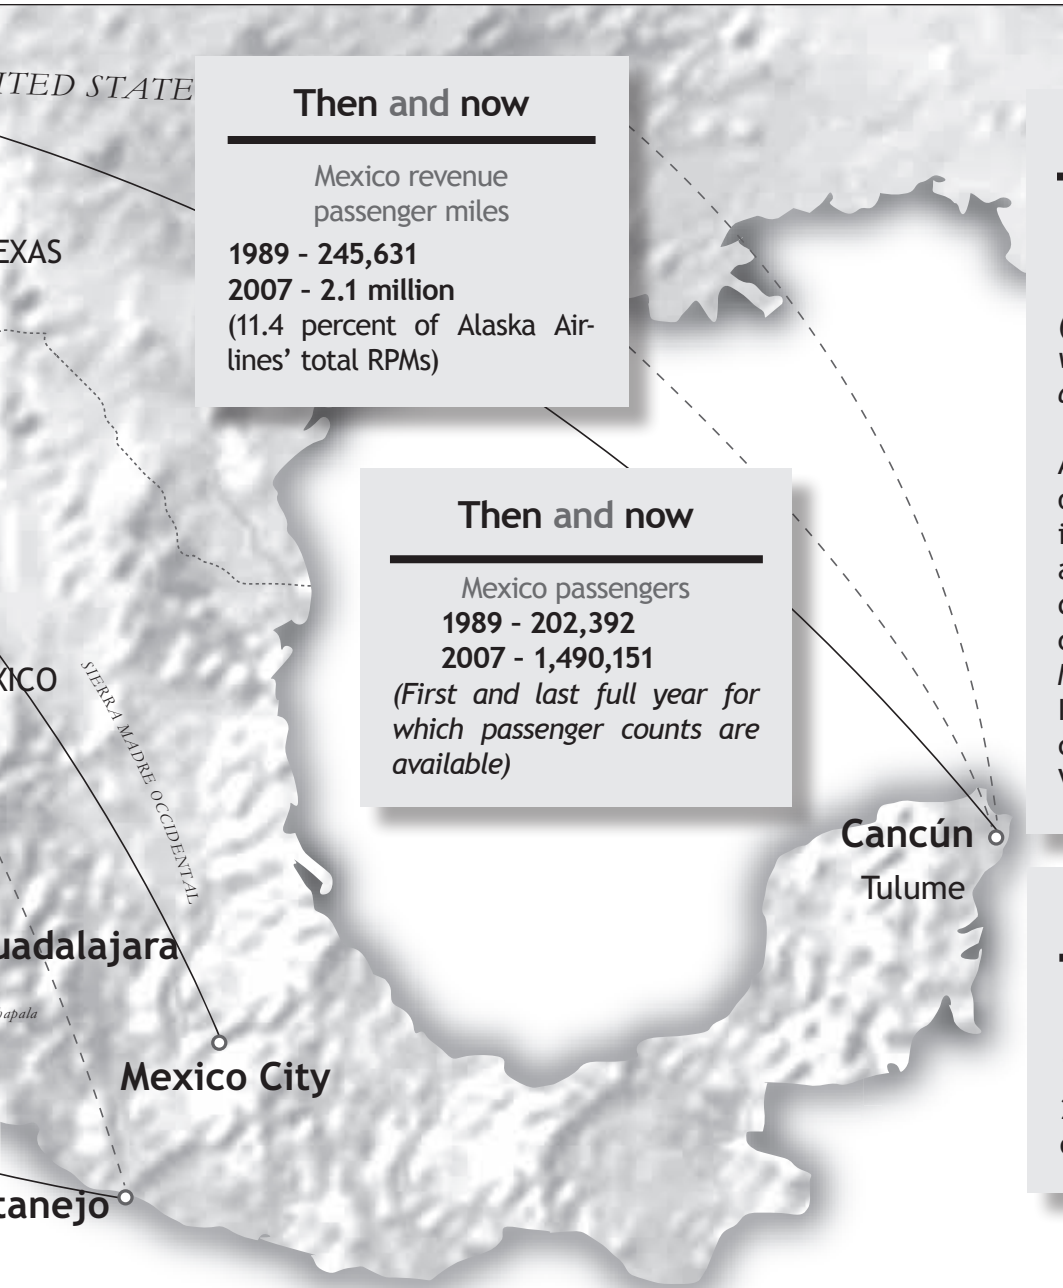 ITED STATE
Then and now
Mexico revenue
passenger miles
1989 – 245,631
2007 – 2.1 million
(11.4 percent of Alaska Air-
lines’ total RPMs)
EXAS
Then and now
Mexico passengers
1989 – 202,392
2007 – 1,490,151
(First and last full year for
which passenger counts are
available)
XICO
SIERRA MADRE OCCIDENTAL
Cancún
Tulume
uadalajara
apala
Mexico City
tanejo